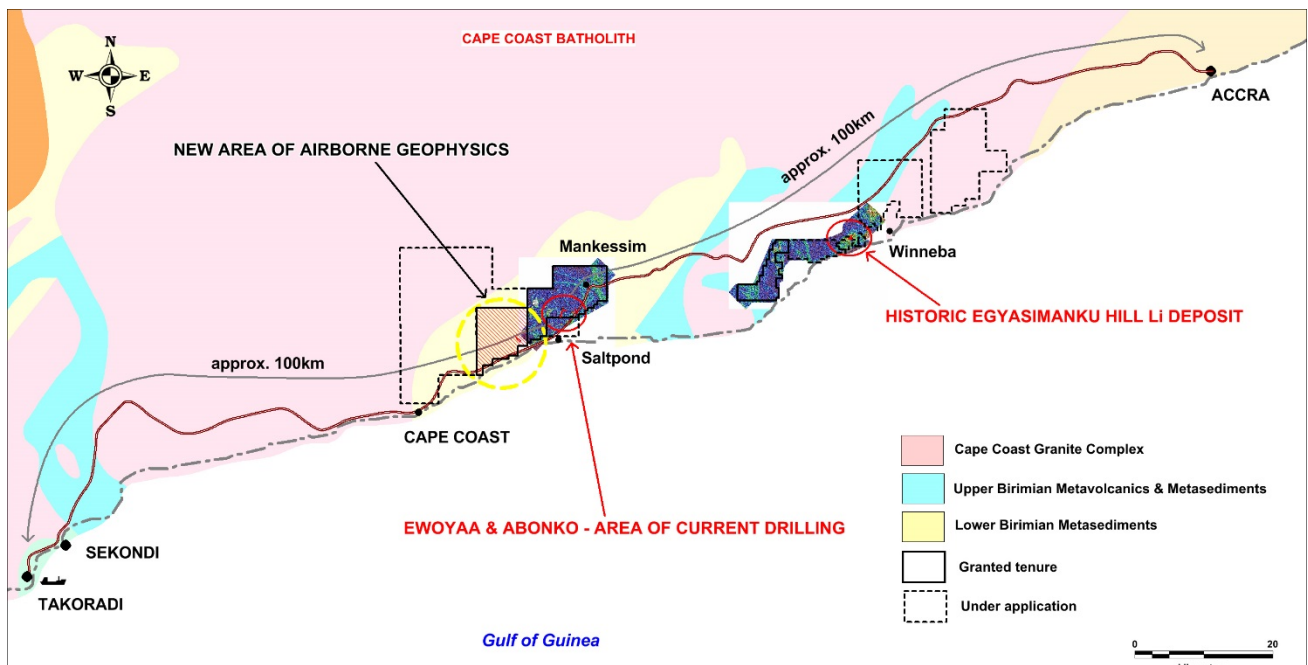 CAPE COAST BATHOLITH
N
W
E
S
ACCRA
NEW AREA OF AIRBORNE GEOPHYSICS
approx. 100km
Mankessim
Winneba
HISTORIC EGYASIMANKU HILL Li DEPOSIT
Saltpond
approx. 100km
CAPE COAST
Cape Coast Granite Complex
Upper Birimian Metavolcanics & Metasediments
EWOYAA & ABONKO - AREA OF CURRENT DRILLING
Lower Birimian Metasediments
SEKONDI
Granted tenure
TAKORADI
Under application
Gulf of Guinea
0
20